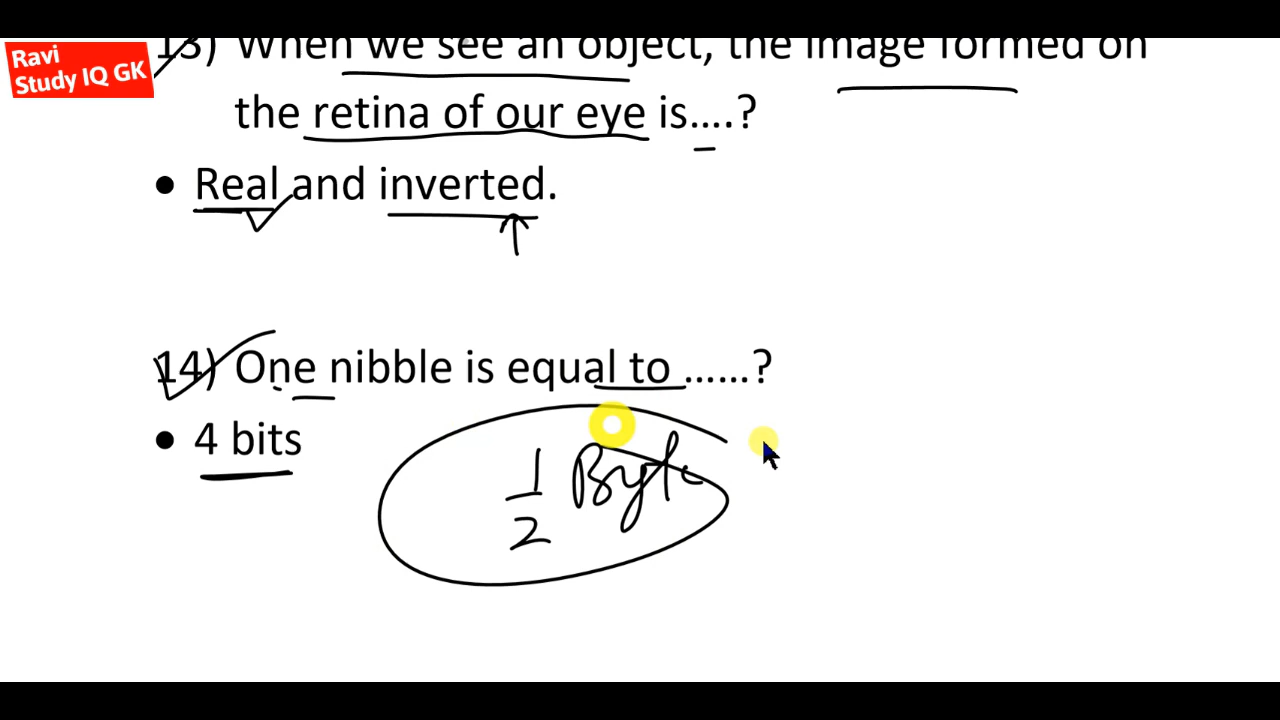 Ravi
Study IQ GK
13) When we see an object, the image formed on
the retina of our eye is....?
• Real and inverted.
14) One nibble is equal to ......?
• 4 bits
1/2 Byte